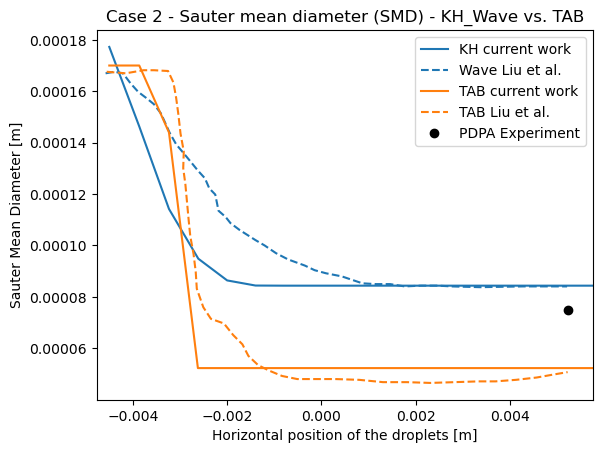 Case 2 - Sauter mean diameter (SMD) - KH_Wave vs. TAB
KH current work
Wave Liu et al.
TAB current work
TAB Liu et al.
PDPA Experiment
Sauter Mean Diameter [m]
0.00018
0.00016
0.00014
0.00012
0.00010
0.00008
0.00006
−0.004
−0.002
0.000
0.002
0.004
Horizontal position of the droplets [m]